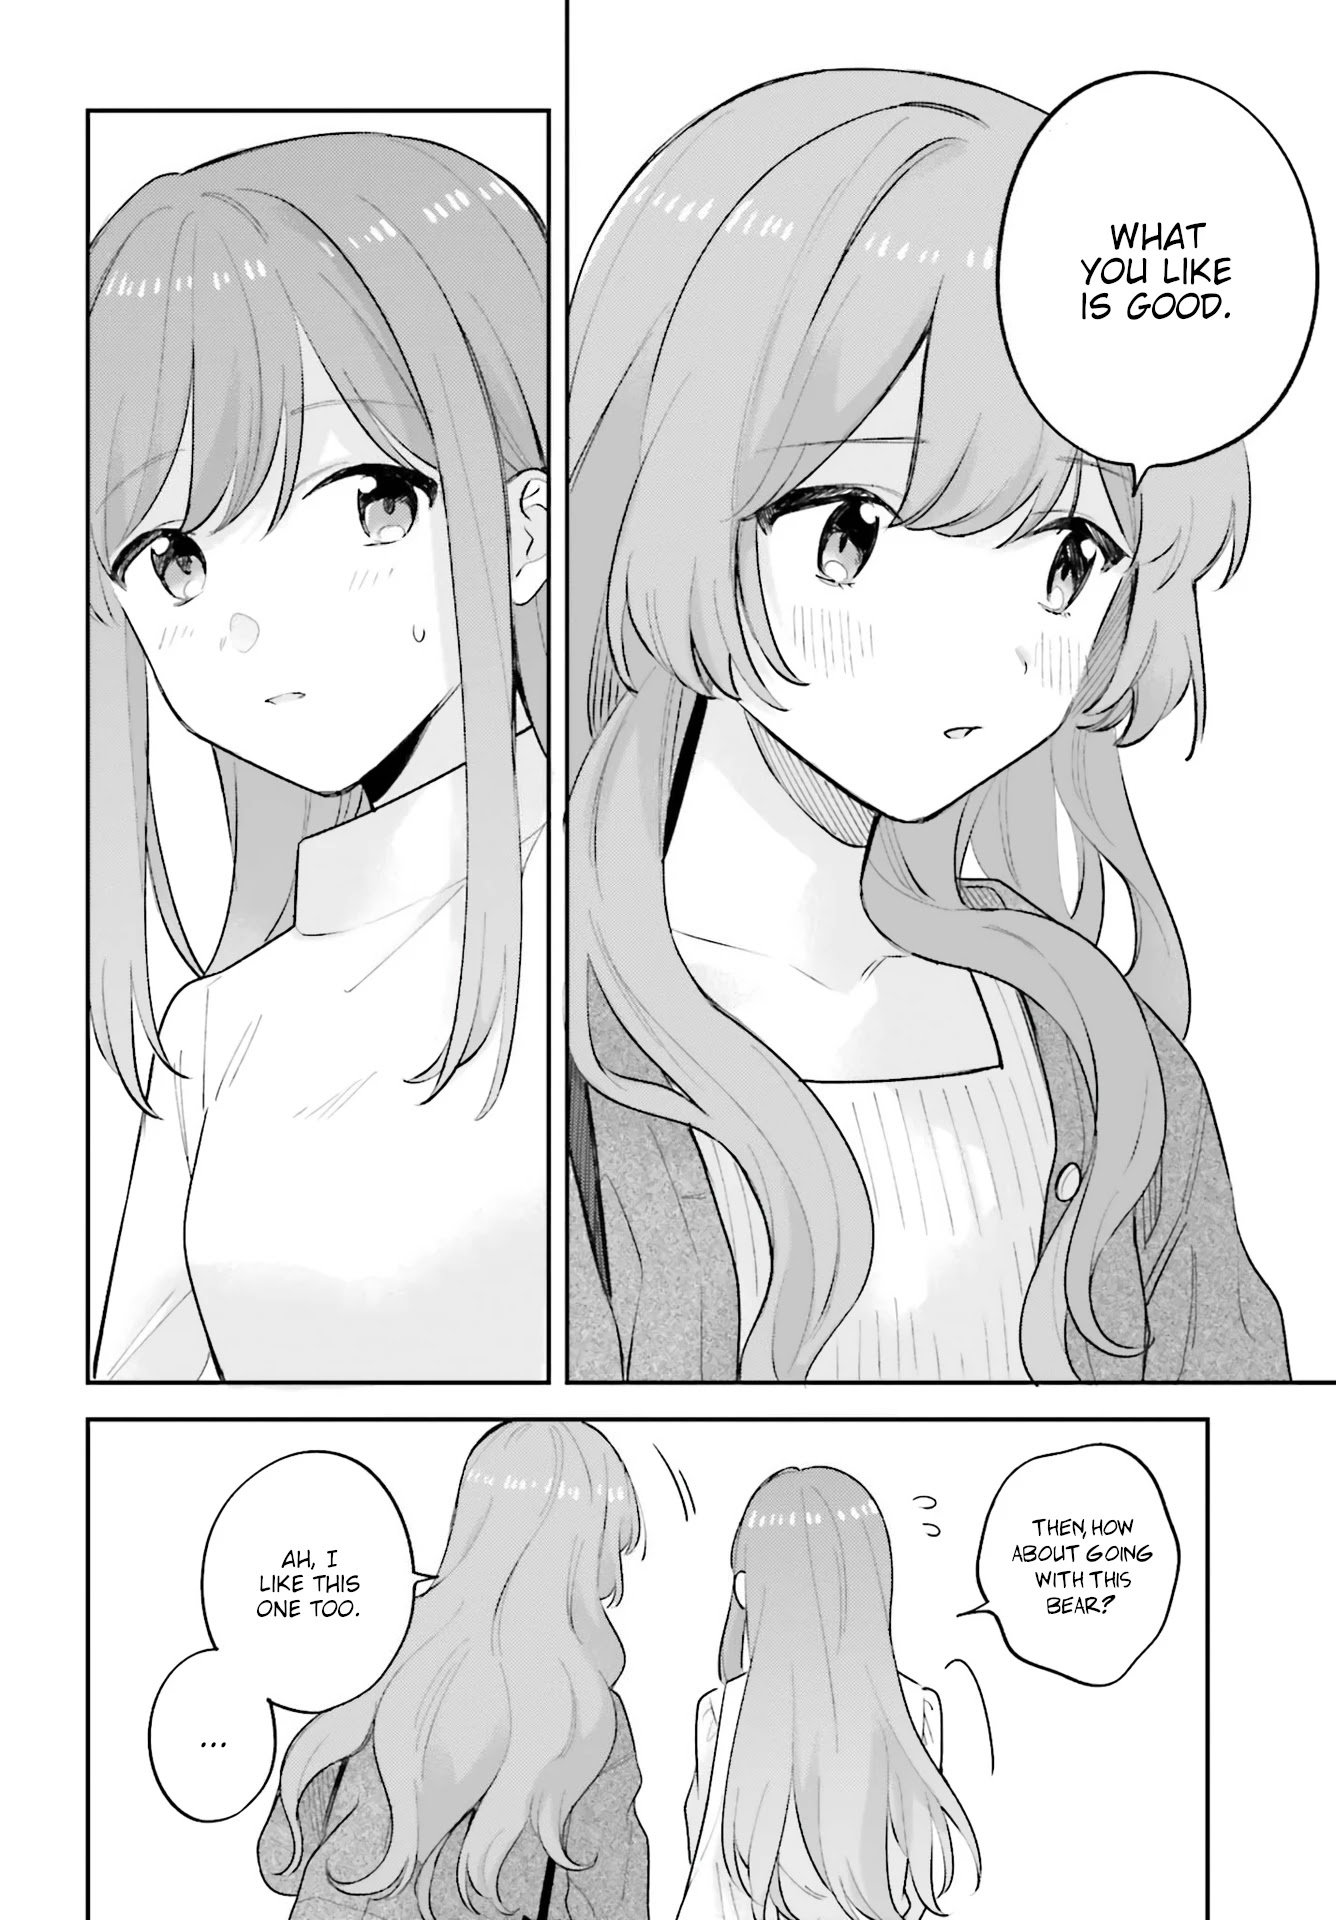 WHAT
YOU LIKE
IS GOOD.
THEN, HOW
ABOUT GOING
WITH THIS
BEAR?
AH, I
LIKE THIS
ONE TOO.
...